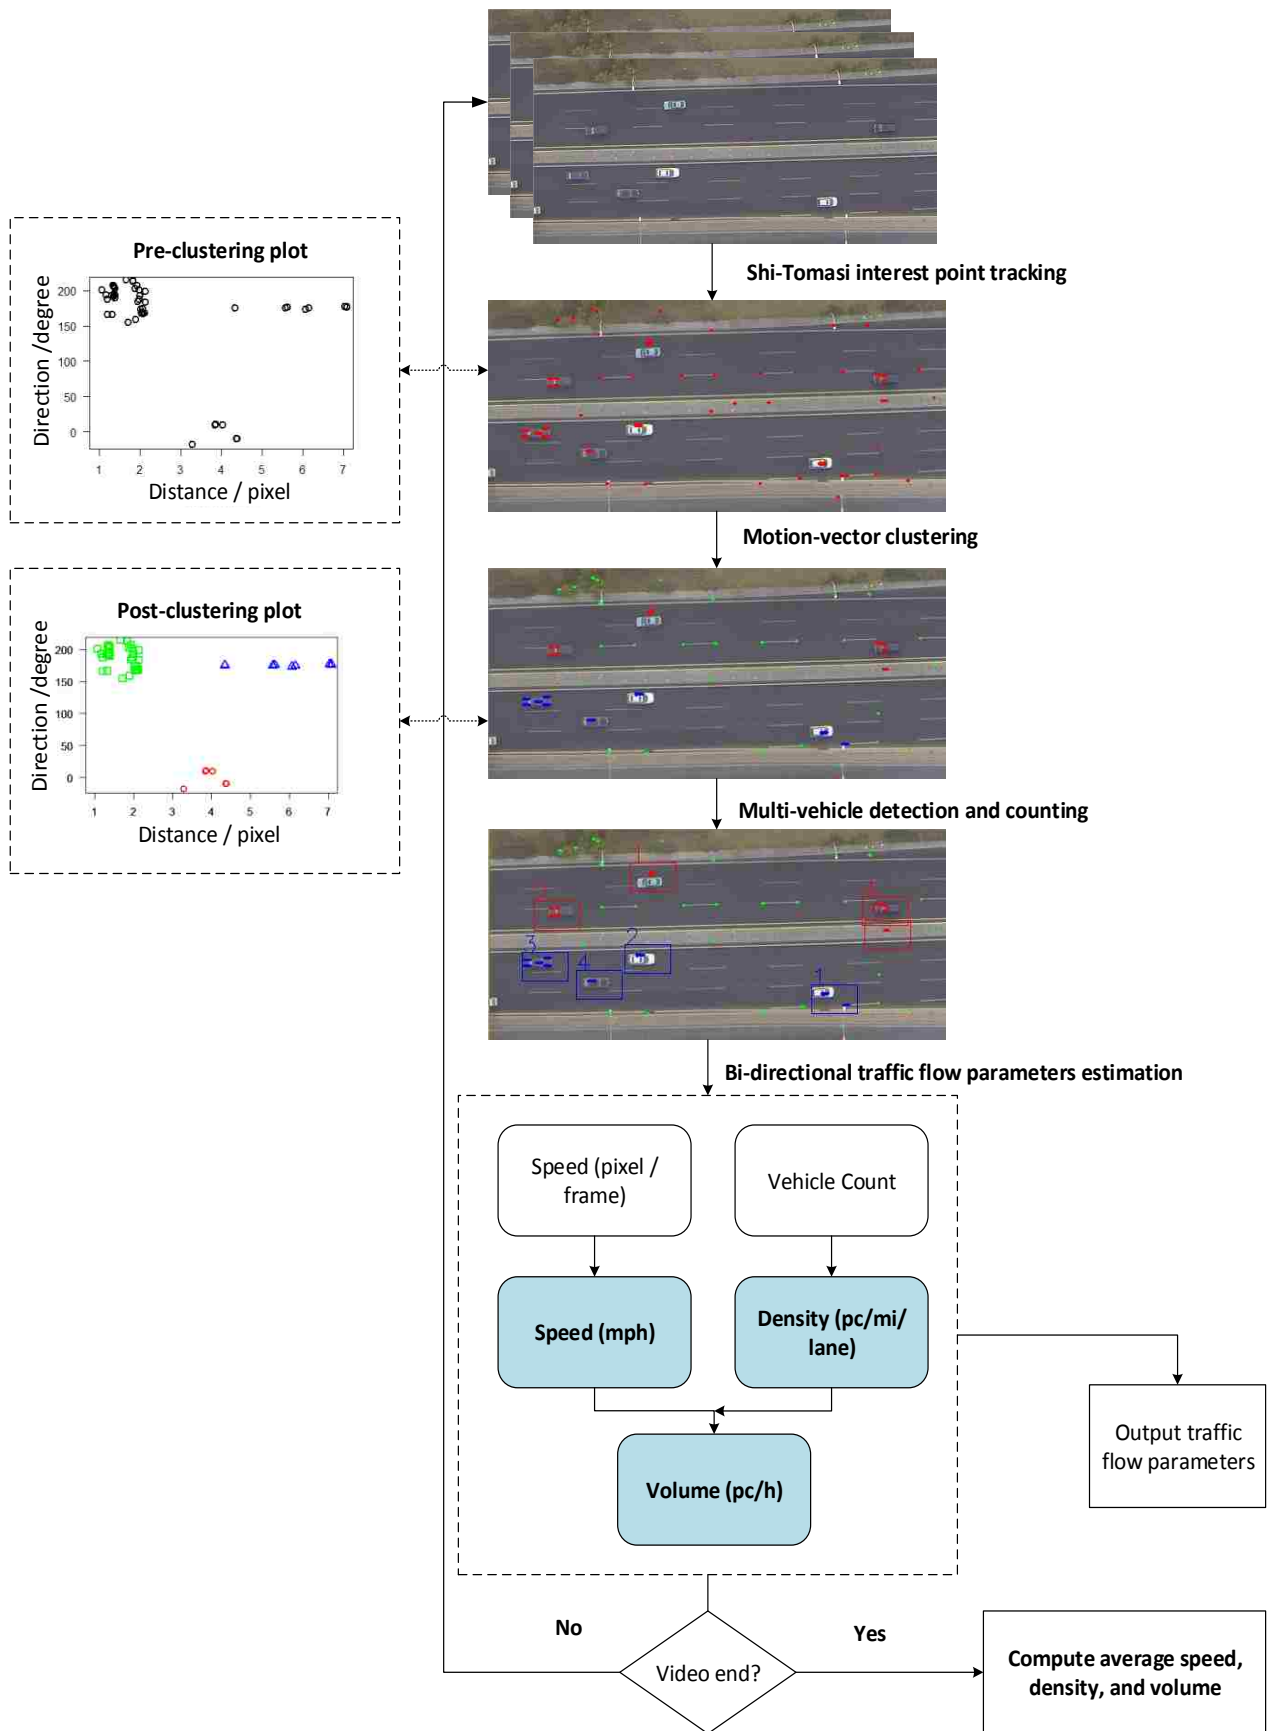 Pre-clustering plot
Direction /degree
200
150
100
50
0
1 2 3 4 5 6 7
Distance / pixel
Shi-Tomasi interest point tracking
Motion-vector clustering
Post-clustering plot
Direction /degree
200
150
100
50
0
1 2 3 4 5 6 7
Distance / pixel
Multi-vehicle detection and counting
1
2
3
4
1
Bi-directional traffic flow parameters estimation
Speed (pixel /
frame)
Vehicle Count
Speed (mph)
Density (pc/mi/
lane)
Volume (pc/h)
Output traffic
flow parameters
No
Yes
Video end?
Compute average speed,
density, and volume